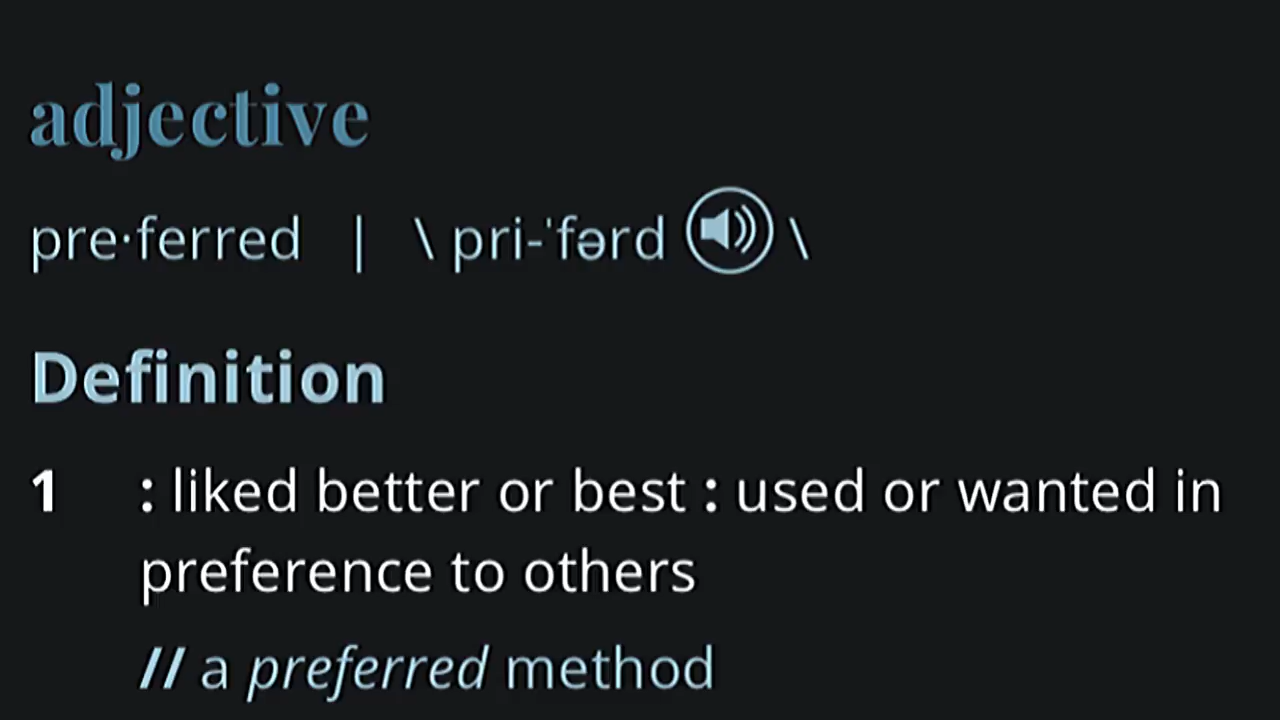 adjective
pre·ferred | \ pri-ˈfərd \
Definition
1 : liked better or best : used or wanted in
preference to others
// a preferred method